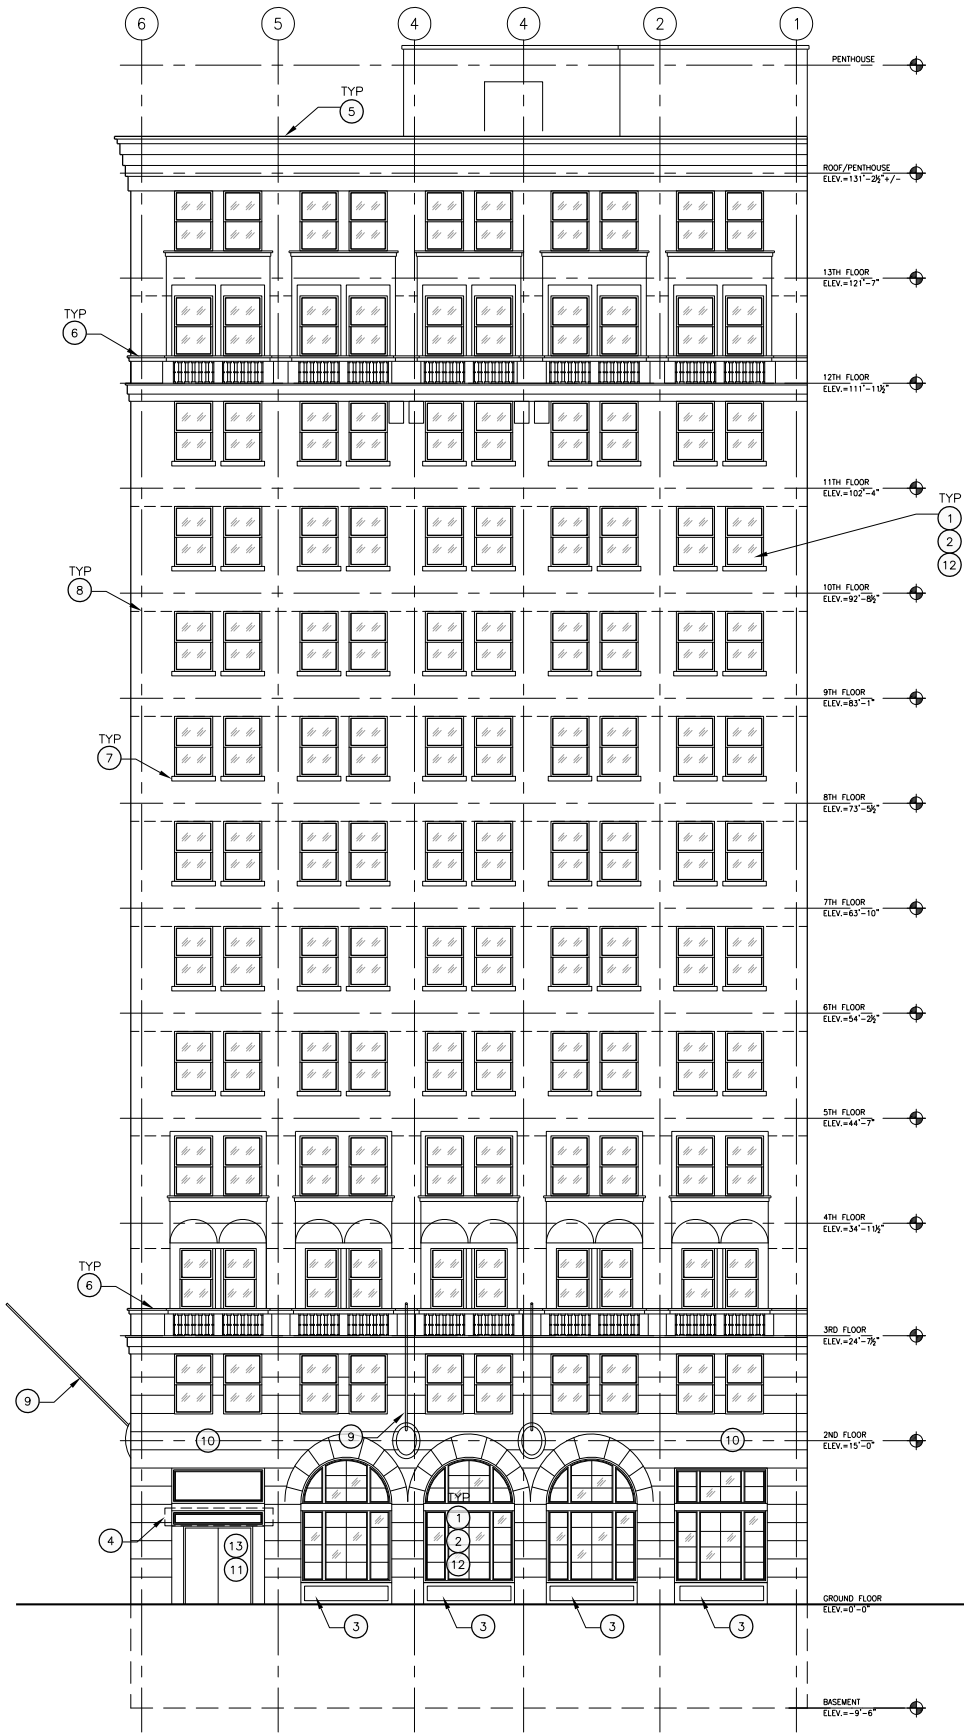 6 5 4 4 2 1
PENTHOUSE
TYP
5
ROOF/PENTHOUSE
ELEV.=131'-2½"+/-
13TH FLOOR
ELEV.=121'-7"
TYP
6
12TH FLOOR
ELEV.=111'-11½"
11TH FLOOR
ELEV.=102'-4"
TYP
1
2
12
TYP
8
10TH FLOOR
ELEV.=92'-8½"
9TH FLOOR
ELEV.=83'-1"
TYP
7
8TH FLOOR
ELEV.=73'-5½"
7TH FLOOR
ELEV.=63'-10"
6TH FLOOR
ELEV.=54'-2½"
5TH FLOOR
ELEV.=44'-7"
4TH FLOOR
ELEV.=34'-11½"
TYP
6
3RD FLOOR
ELEV.=24'-7½"
9
10 9 10
2ND FLOOR
ELEV.=15'-0"
TYP
1
2
12
4
13
11
GROUND FLOOR
ELEV.=0'-0"
3 3 3 3
BASEMENT
ELEV.=-9'-6"